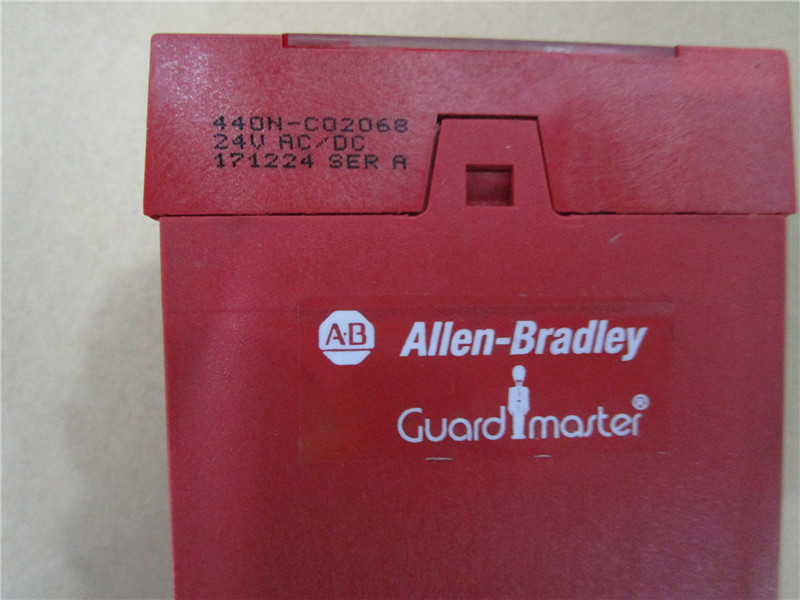 440N-C02068
24V AC/DC
171224 SER A
A·B Allen-Bradley
Guardmaster®